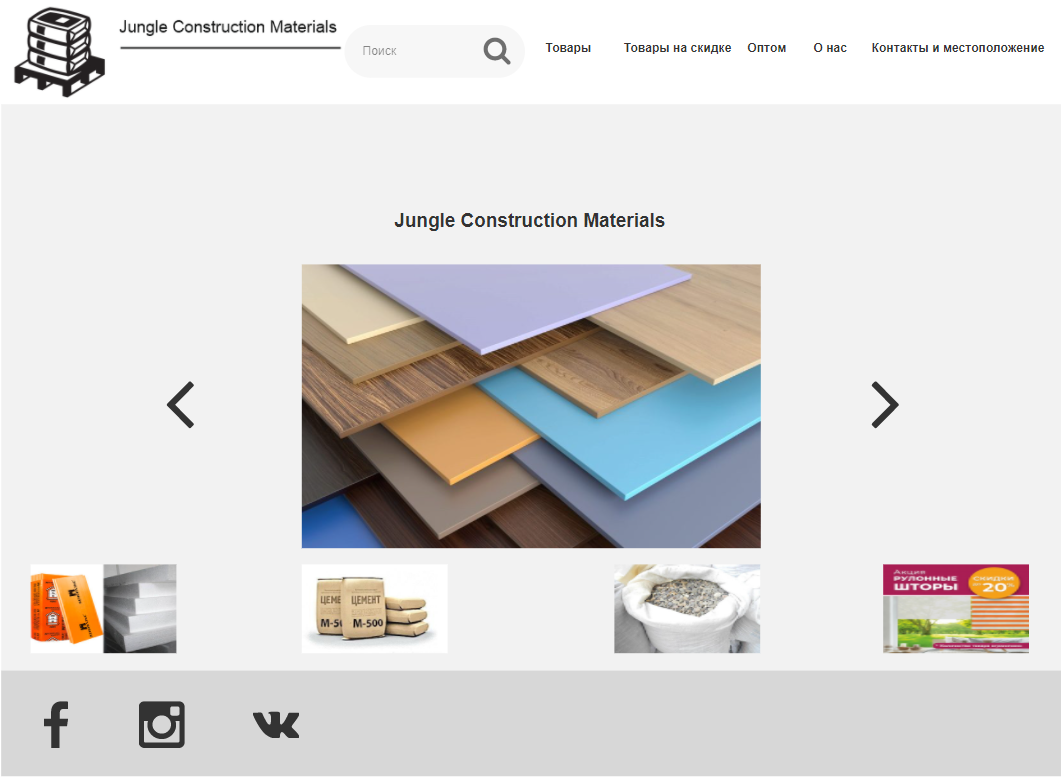 Jungle Construction Materials
Поиск
Товары
Товары на скидке
Оптом
О нас
Контакты и местоположение
Jungle Construction Materials
ЦЕМЕНТ
М-500
Акция
РУЛОННЫЕ
ШТОРЫ
СКИДКИ
20